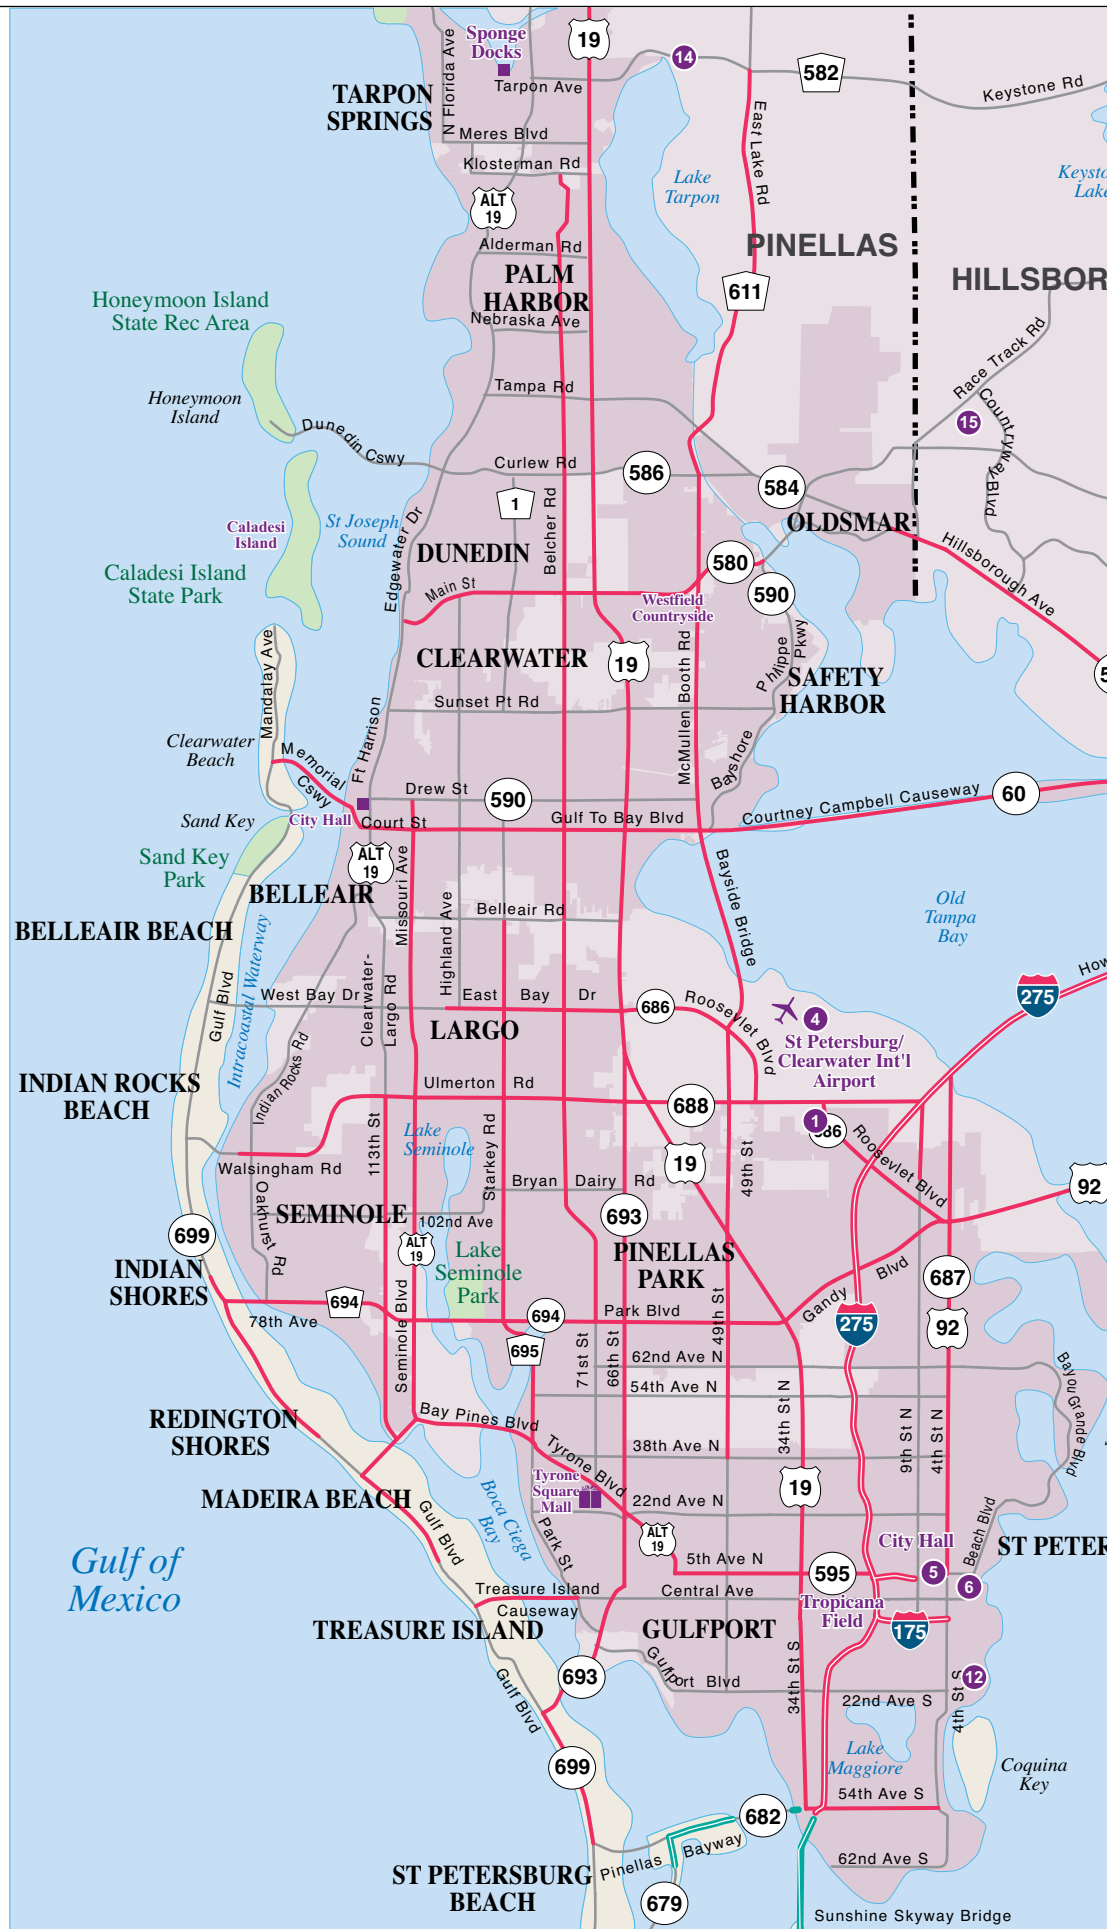 Sponge
Docks
19
14
582
Keystone Rd
N Florida Ave
Tarpon Ave
TARPON
SPRINGS
Meres Blvd
Klosterman Rd
East Lake Rd
Lake
Tarpon
ALT
19
Alderman Rd
PINELLAS
HILLSBOR
PALM
HARBOR
611
Honeymoon Island
State Rec Area
Nebraska Ave
Race Track Rd
Honeymoon
Island
Tampa Rd
Countryway Blvd
15
Dunedin Cswy
Curlew Rd
586
584
1
Belcher Rd
Caladesi
Island
St Joseph
Sound
Edgewater Dr
OLDSMAR
DUNEDIN
Hillsborough Ave
Caladesi Island
State Park
580
590
Main St
Westfield
Countryside
Mandalay Ave
CLEARWATER
19
McMullen Booth Rd
Philippe Pkwy
SAFETY
HARBOR
Sunset Pt Rd
Ft Harrison
Clearwater
Beach
Memorial
Cswy
Bayshore
Drew St
590
60
Courtney Campbell Causeway
Sand Key
City Hall
Court St
Gulf To Bay Blvd
Sand Key
Park
ALT
19
Missouri Ave
Bayside Bridge
BELLEAIR
Highland Ave
Belleair Rd
Old
Tampa
Bay
BELLEAIR BEACH
Intracoastal Waterway
Gulf Blvd
Clearwater-
Largo Rd
West Bay Dr
East Bay Dr
686
Roosevlet Blvd
275
How
4
LARGO
St Petersburg/
Clearwater Int'l
Airport
Indian Rocks Rd
INDIAN ROCKS
BEACH
Ulmerton Rd
688
1
113th St
Lake
Seminole
Starkey Rd
49th St
Roosevlet Blvd
Walsingham Rd
19
Bryan Dairy Rd
92
Oakhurst Rd
SEMINOLE
102nd Ave
693
699
ALT
19
Lake
Seminole
Park
PINELLAS
PARK
INDIAN
SHORES
Gandy Blvd
687
694
78th Ave
Seminole Blvd
694
Park Blvd
49th St N
275
92
695
71st St
66th St
62nd Ave N
54th Ave N
34th St N
9th St N
4th St N
Bayou Grande Blvd
REDINGTON
SHORES
Bay Pines Blvd
38th Ave N
Tyrone Blvd
Tyrone
Square
Mall
19
MADEIRA BEACH
Gulf Blvd
Boca Ciega
Bay
22nd Ave N
Park St
ALT
19
City Hall
Beach Blvd
ST PETER
Gulf of
Mexico
5th Ave N
595
5
6
Treasure Island
Causeway
Central Ave
Tropicana
Field
TREASURE ISLAND
GULFPORT
175
Gulfport Blvd
693
Gulf Blvd
34th St S
22nd Ave S
4th St S
12
Lake
Maggiore
699
Coquina
Key
54th Ave S
682
Pinellas Bayway
62nd Ave S
ST PETERSBURG
BEACH
679
Sunshine Skyway Bridge